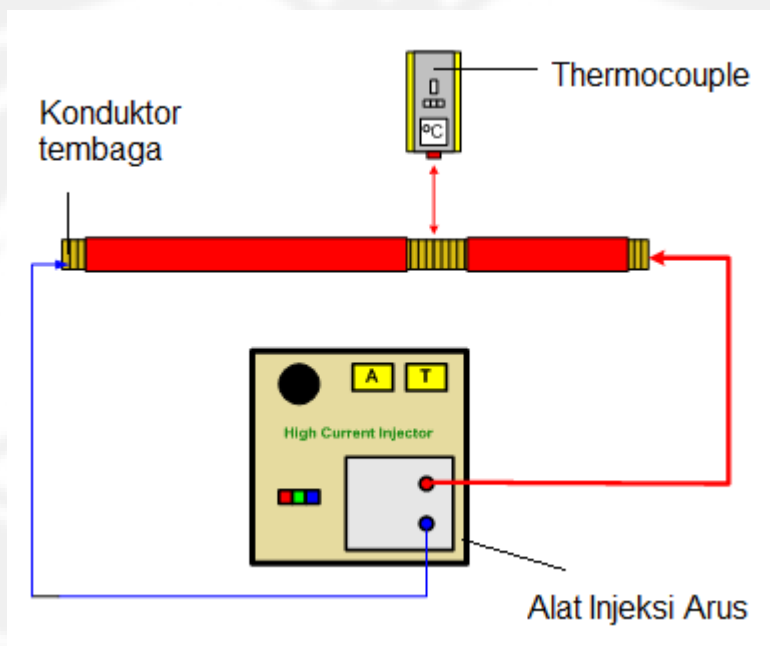 Thermocouple
Konduktor
tembaga
°C
A
T
High Current Injector
Alat Injeksi Arus